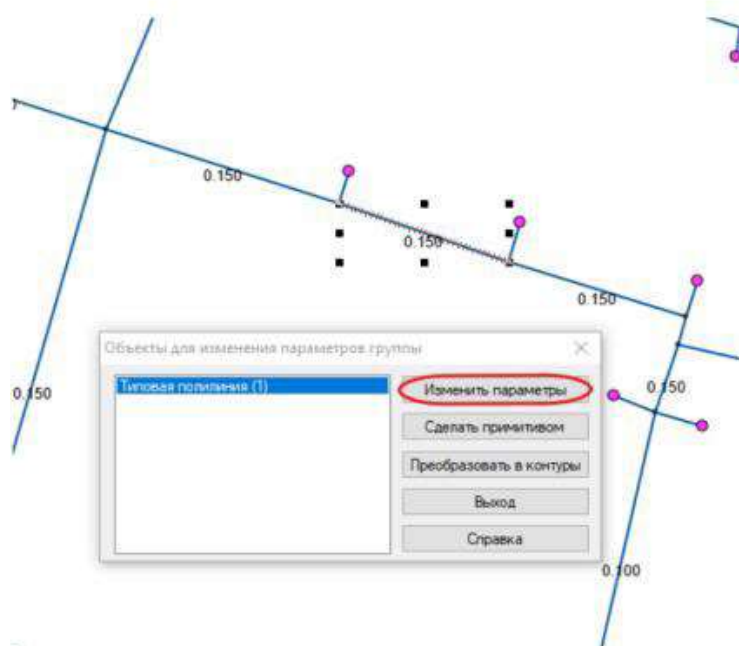 0.150
0.150
0.150
Объекты для изменения параметров группы
Типовая полилиния (1)
Изменить параметры
Сделать примитивом
Преобразовать в контуры
Выход
Справка
0.150
0.150
0.100